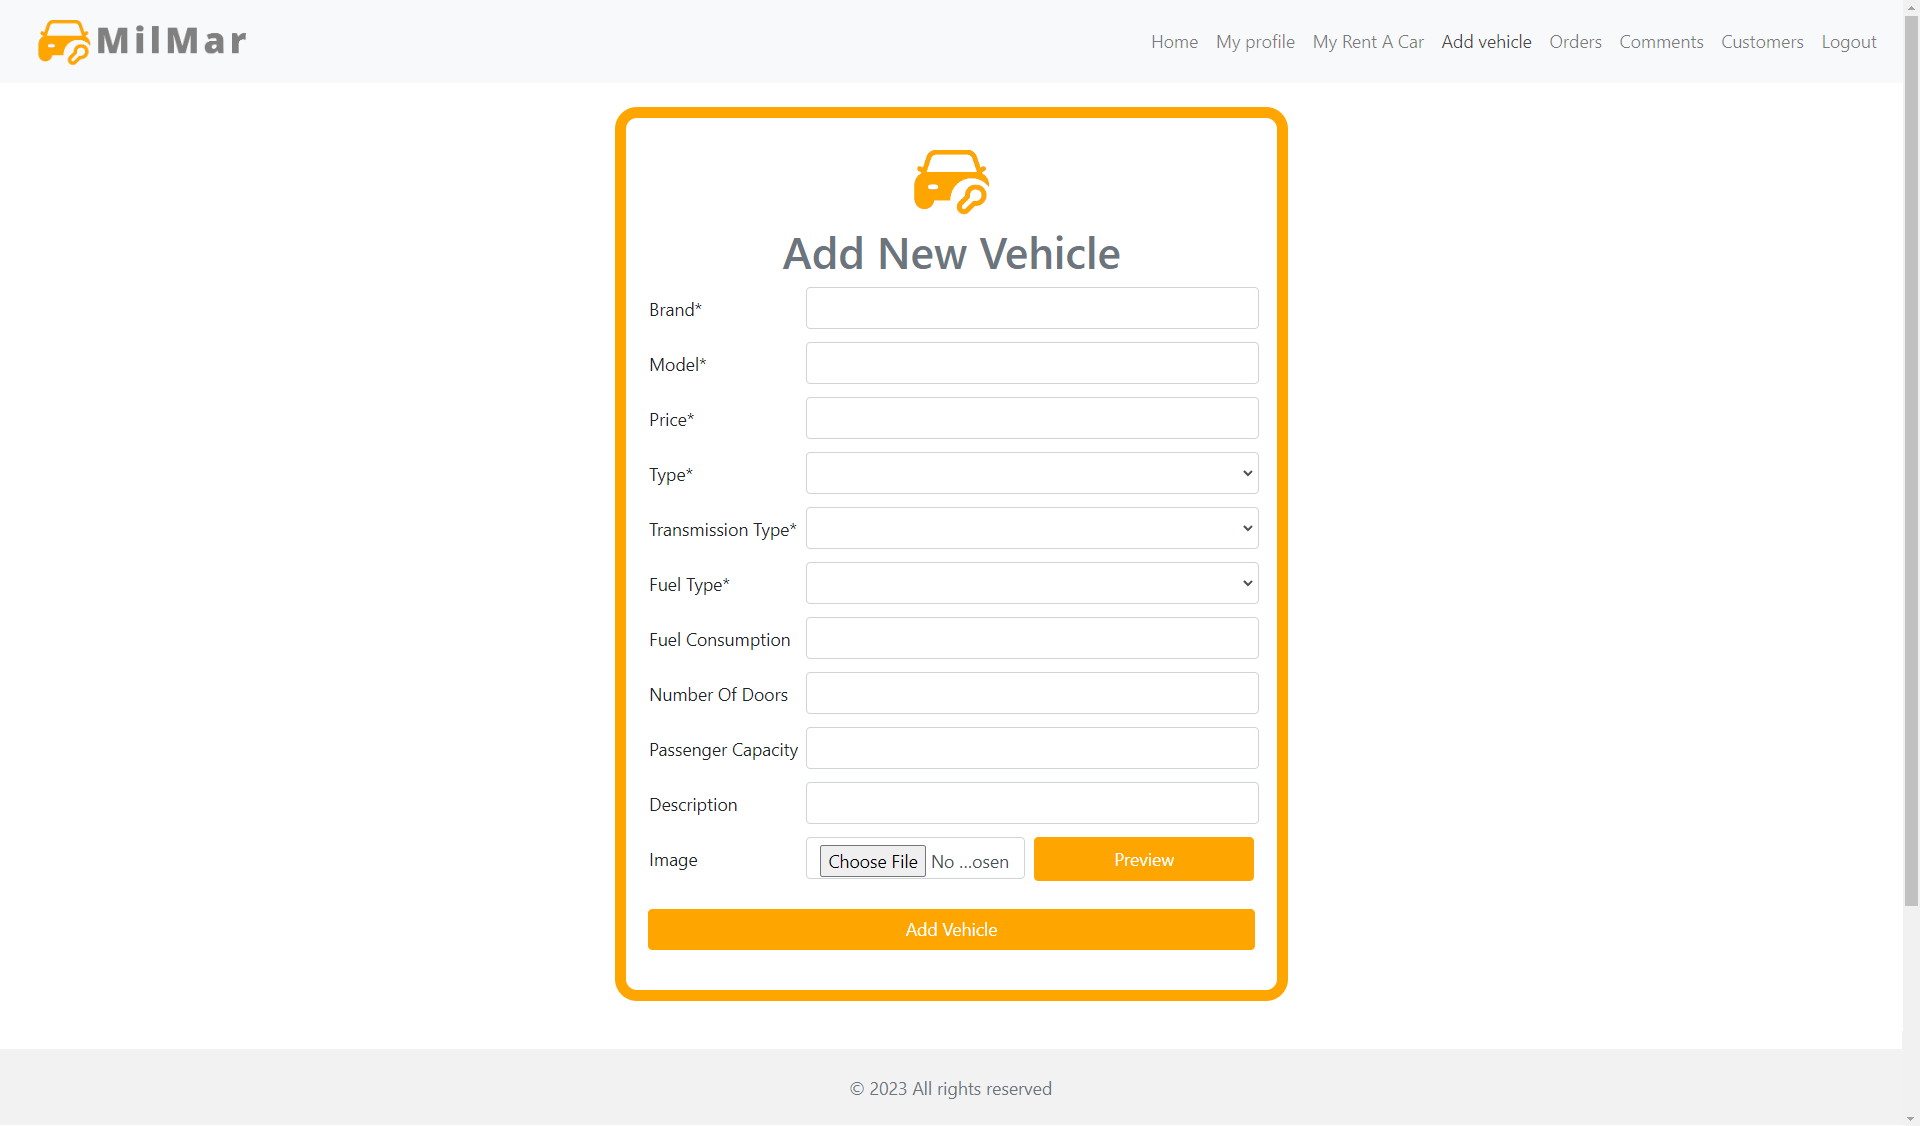 MilMar
Home My profile My Rent A Car Add vehicle Orders Comments Customers Logout
Add New Vehicle
Brand*
Model*
Price*
Type*
Transmission Type*
Fuel Type*
Fuel Consumption
Number Of Doors
Passenger Capacity
Description
Image Choose File No ...osen Preview
Add Vehicle
© 2023 All rights reserved